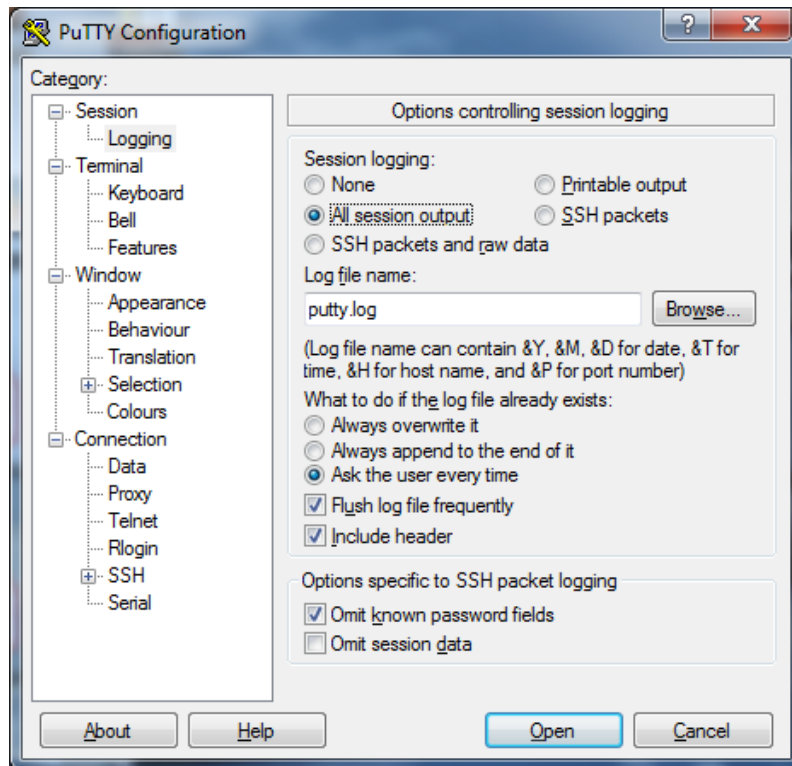 PuTTY Configuration
?
X
Category:
Session
Logging
Terminal
Keyboard
Bell
Features
Window
Appearance
Behaviour
Translation
Selection
Colours
Connection
Data
Proxy
Telnet
Rlogin
SSH
Serial
Options controlling session logging
Session logging:
None
Printable output
All session output
SSH packets
SSH packets and raw data
Log file name:
putty.log
Browse...
(Log file name can contain &Y, &M, &D for date, &T for
time, &H for host name, and &P for port number)
What to do if the log file already exists:
Always overwrite it
Always append to the end of it
Ask the user every time
Flush log file frequently
Include header
Options specific to SSH packet logging
Omit known password fields
Omit session data
About
Help
Open
Cancel